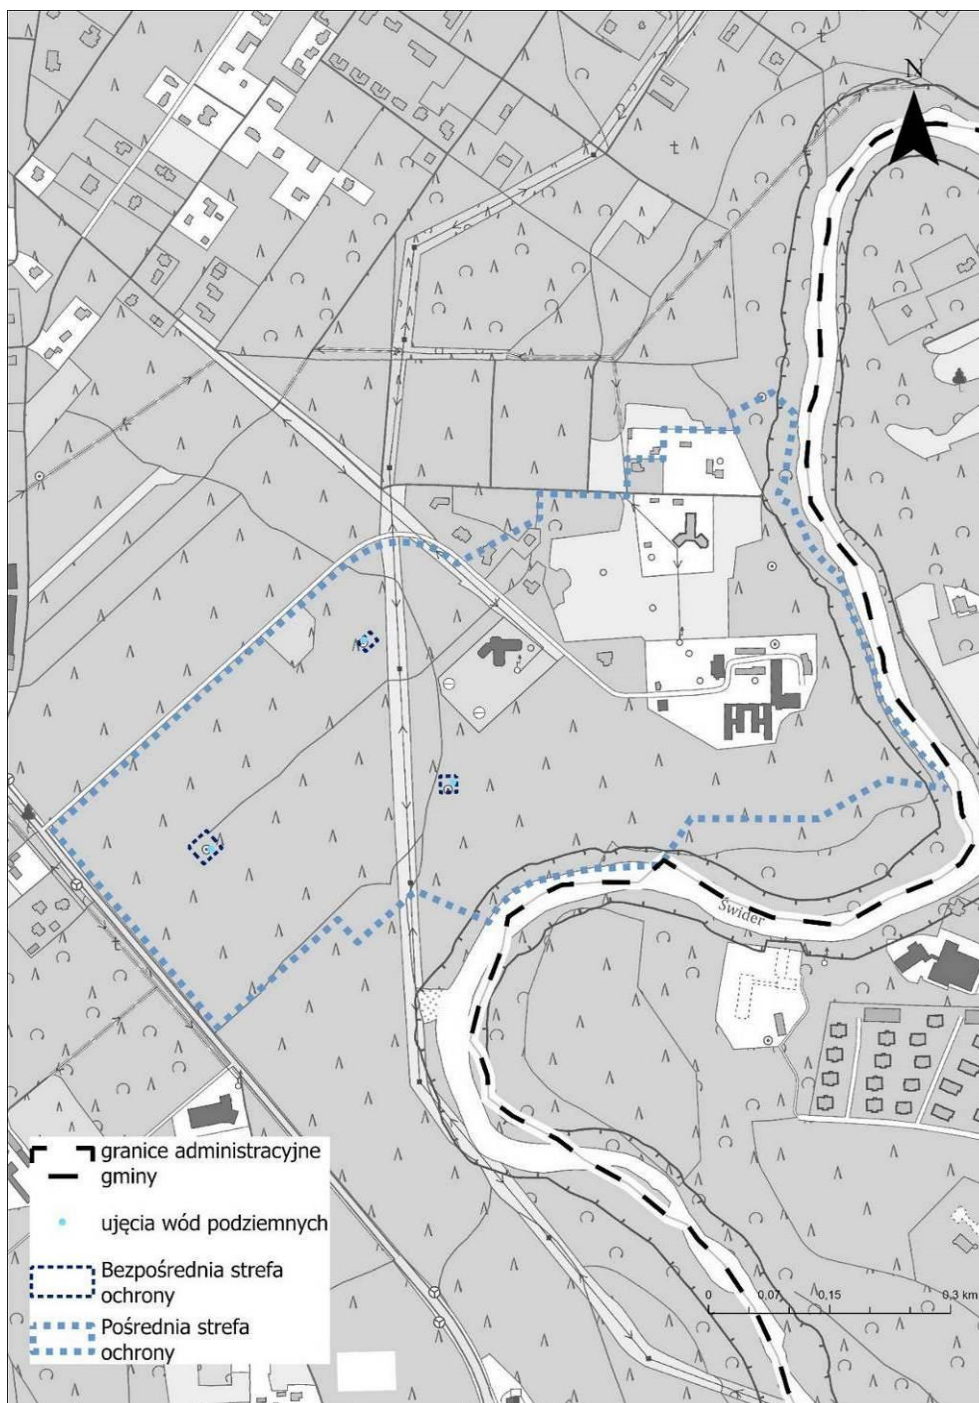 t
N
t
Świder
t
granice administracyjne
gminy
ujęcia wód podziemnych
Bezpośrednia strefa
ochrony
Pośrednia strefa
ochrony
0 0,07 0,15 0,3 km